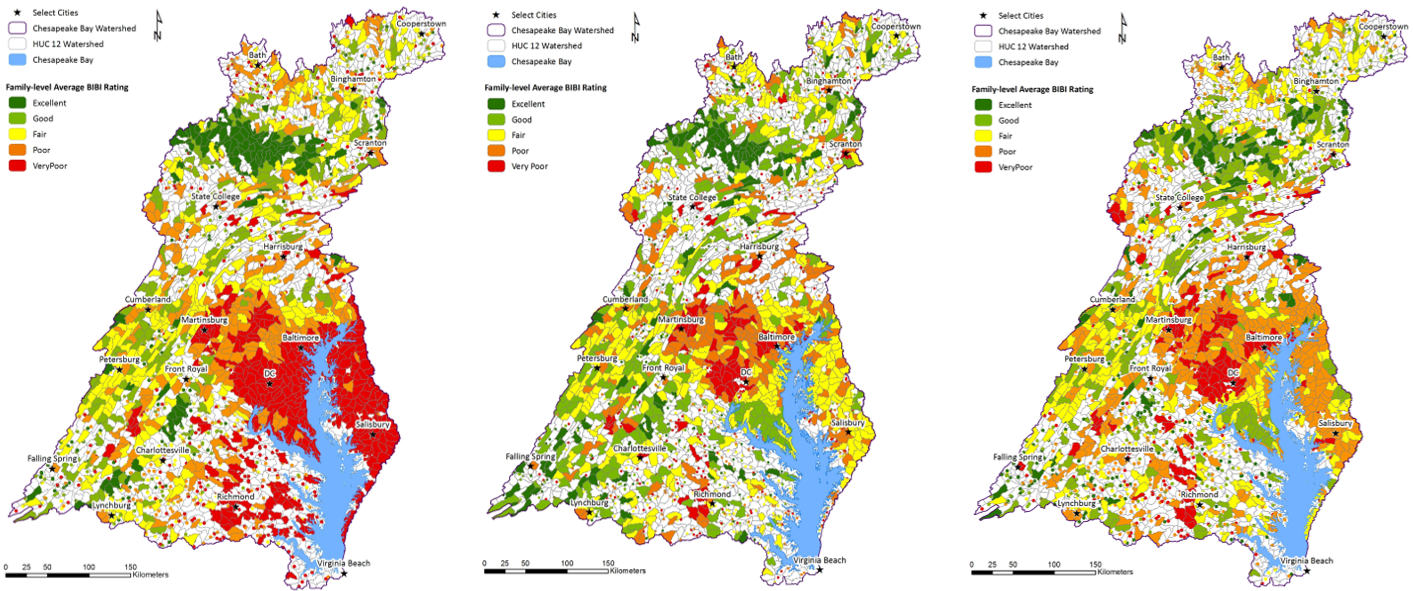 Select Cities
Chesapeake Bay Watershed
HUC 12 Watershed
Chesapeake Bay
Family-level Average BIBI Rating
Excellent
Good
Fair
Poor
VeryPoor
N
Cooperstown
Bath
Binghamton
Scranton
State College
Harrisburg
Cumberland
Martinsburg
Baltimore
Petersburg
Front Royal
DC
Salisbury
Charlottesville
Falling Spring
Richmond
Lynchburg
Virginia Beach
0 25 50 100 150
Kilometers
Select Cities
Chesapeake Bay Watershed
HUC 12 Watershed
Chesapeake Bay
Family-level Average BIBI Rating
Excellent
Good
Fair
Poor
Very Poor
N
Cooperstown
Bath
Binghamton
Scranton
State College
Harrisburg
Cumberland
Martinsburg
Baltimore
Petersburg
Front Royal
DC
Salisbury
Charlottesville
Falling Spring
Richmond
Lynchburg
Virginia Beach
0 25 50 100 150
Kilometers
Select Cities
Chesapeake Bay Watershed
HUC 12 Watershed
Chesapeake Bay
Family-level Average BIBI Rating
Excellent
Good
Fair
Poor
VeryPoor
N
Cooperstown
Bath
Binghamton
Scranton
State College
Harrisburg
Cumberland
Martinsburg
Baltimore
Petersburg
Front Royal
DC
Salisbury
Charlottesville
Falling Spring
Richmond
Lynchburg
Virginia Beach
0 25 50 100 150
Kilometers